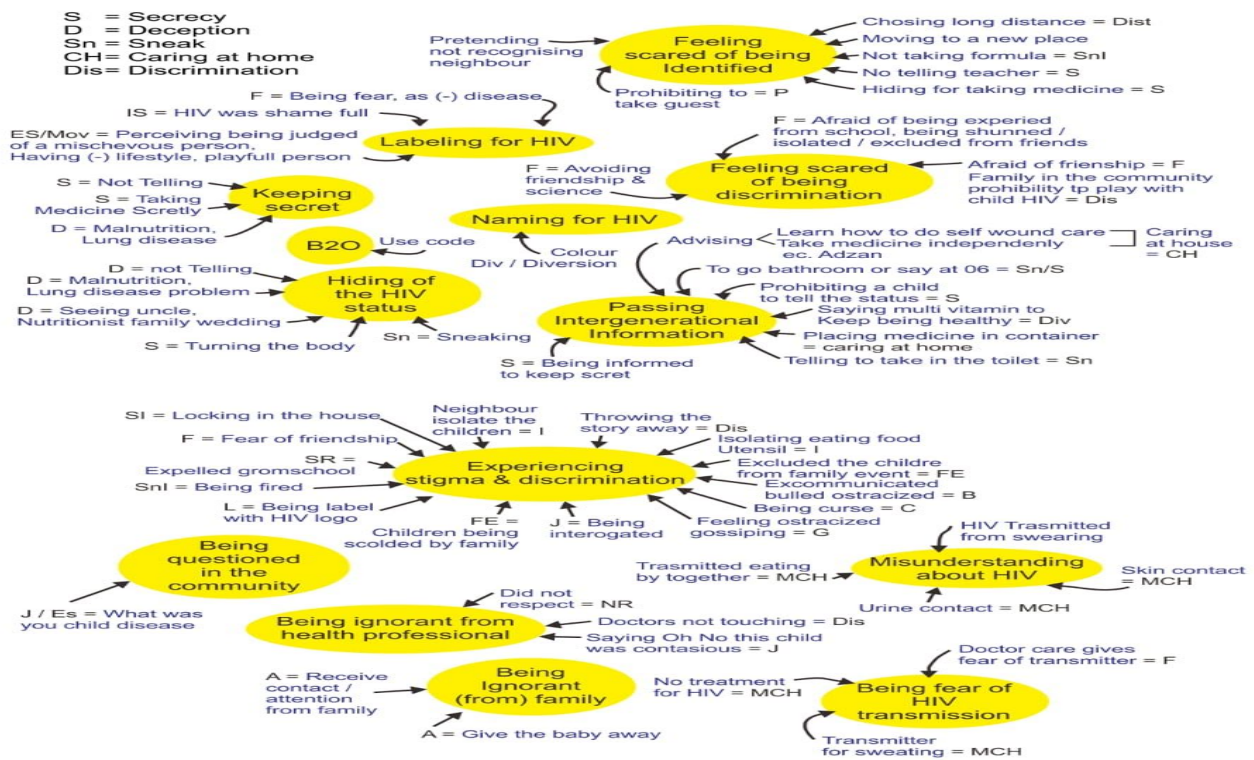 S = Secrecy
D = Deception
Sn = Sneak
CH= Caring at home
Dis= Discrimination
Pretending
not recognising
neighbour
Feeling
scared of being
Identified
Chosing long distance = Dist
Moving to a new place
Not taking formula = SnI
No telling teacher = S
Hiding for taking medicine = S
Prohibiting to = P
take guest
F = Being fear, as (-) disease
IS = HIV was shame full
ES/Mov = Perceiving being judged
of a mischevous person,
Having (-) lifestyle, playfull person
Labeling for HIV
F = Afraid of being experied
from school, being shunned /
isolated / excluded from friends
F = Avoiding
friendship &
science
Feeling scared
of being
discrimination
Afraid of frienship = F
Family in the community
prohibility tp play with
child HIV = Dis
S = Not Telling
S = Taking
Medicine Scretly
D = Malnutrition,
Lung disease
Keeping
secret
Naming for HIV
Colour
Div / Diversion
B2O
Use code
Advising
Learn how to do self wound care
Take medicine independenly
ec. Adzan
Caring
at house
= CH
D = not Telling
D = Malnutrition,
Lung disease problem
D = Seeing uncle,
Nutritionist family wedding
S = Turning the body
Sn = Sneaking
Hiding of
the HIV
status
To go bathroom or say at 06 = Sn/S
Prohibiting a child
to tell the status = S
Saying multi vitamin to
Keep being healthy = Div
Placing medicine in container
= caring at home
Telling to take in the toilet = Sn
Passing
Intergenerational
Information
S = Being informed
to keep scret
SI = Locking in the house
F = Fear of friendship
SR =
Expelled gromschool
SnI = Being fired
L = Being label
with HIV logo
Neighbour
isolate the
children = I
Throwing the
story away = Dis
Isolating eating food
Utensil = I
Excluded the childre
from family event = FE
Excommunicated
bulled ostracized = B
Being curse = C
Feeling ostracized
gossiping = G
Experiencing
stigma & discrimination
FE =
Children being
scolded by family
J = Being
interogated
Being
questioned
in the
community
J / Es = What was
you child disease
HIV Trasmitted
from swearing
Trasmitted eating
by together = MCH
Misunderstanding
about HIV
Skin contact
= MCH
Urine contact = MCH
Did not
respect = NR
Being ignorant from
health professional
Doctors not touching = Dis
Saying Oh No this child
was contasious = J
A = Receive
contact /
attention
from family
Being
Ignorant
(from) family
A = Give the baby away
Doctor care gives
fear of transmitter = F
No treatment
for HIV = MCH
Being fear of
HIV
transmission
Transmitter
for sweating = MCH